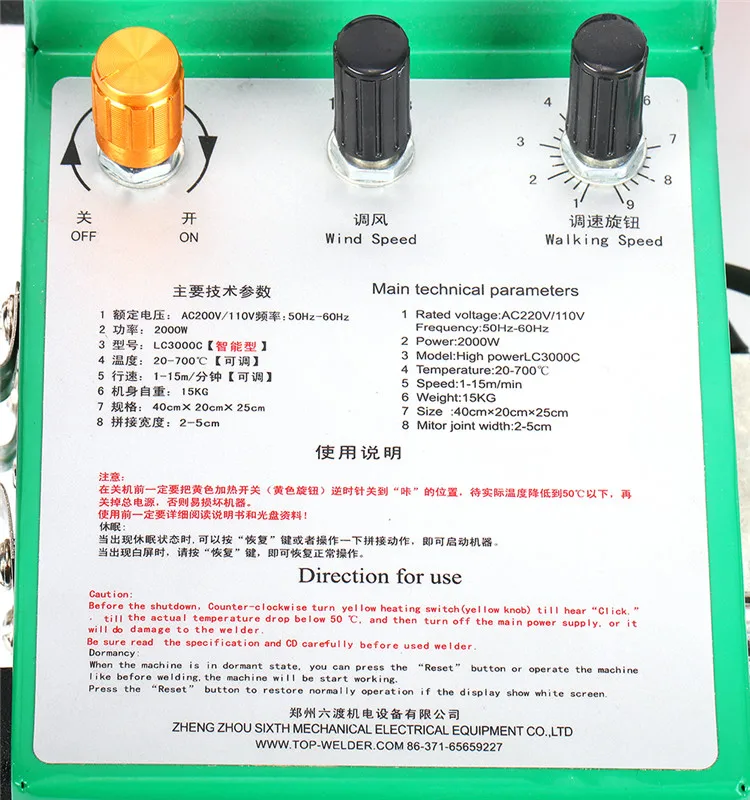 4
6
3
7
2
8
1
9
关
开
调风
调速旋钮
OFF
ON
Wind Speed
Walking Speed
主要技术参数
1 额定电压：AC200V/110V频率:50Hz-60Hz
2 功率：2000W
3 型号：LC3000C【智能型】
4 温度：20-700℃【可调】
5 行速：1-15m/分钟【可调】
6 机身自重：15KG
7 规格：40cm×20cm×25cm
8 拼接宽度：2-5cm
Main technical parameters
1 Rated voltage:AC220V/110V
Frequency:50Hz-60Hz
2 Power:2000W
3 Model:High powerLC3000C
4 Temperature:20-700℃
5 Speed:1-15m/min
6 Weight:15KG
7 Size :40cm×20cm×25cm
8 Mitor joint width:2-5cm
使用说明
注意：
在关机前一定要把黄色加热开关（黄色旋钮）逆时针关到“咔”的位置，待实际温度降低到50℃以下，再
关掉总电源，否则易损坏机器。
使用前一定要详细阅读说明书和光盘资料！
休眠：
当出现休眠状态时,可以按“恢复”键或者操作一下拼接动作，即可启动机器。
当出现白屏时，请按“恢复”键，即可恢复正常操作。
Direction for use
Caution:
Before the shutdown, Counter-clockwise turn yellow heating switch(yellow knob) till hear “Click.”
. till the actual temperature drop below 50 ℃, and then turn off the main power supply, or it
will do damage to the welder.
Be sure read the specification and CD carefully before used welder.
Dormancy:
When the machine is in dormant state, you can press the “Reset” button or operate the machine
like before welding,the machine will be start working.
Press the “Reset” button to restore normally operation if the display show white screen.
郑州六渡机电设备有限公司
ZHENG ZHOU SIXTH MECHANICAL ELECTRICAL EQUIPMENT CO.,LTD
WWW.TOP-WELDER.COM 86-371-65659227